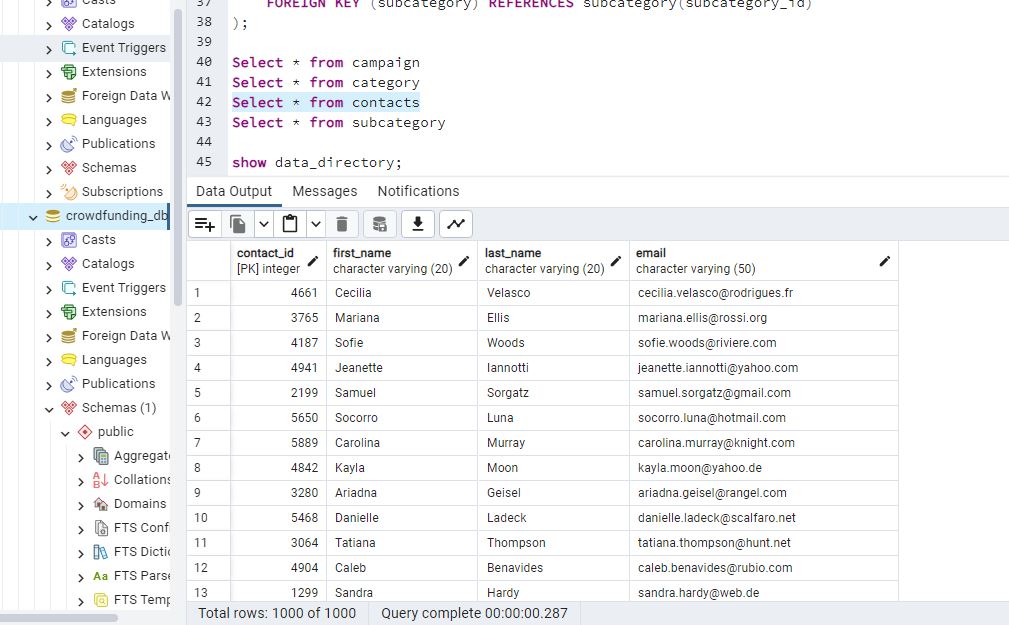 Casts
Catalogs
Event Triggers
Extensions
Foreign Data W
Languages
Publications
Schemas
Subscriptions
crowdfunding_db
Casts
Catalogs
Event Triggers
Extensions
Foreign Data W
Languages
Publications
Schemas (1)
public
Aggregat
Collations
Domains
FTS Conf
FTS Dictio
Aa FTS Parse
FTS Temp
37 FOREIGN KEY (subcategory) REFERENCES subcategory(subcategory_id)
38 );
39
40 Select * from campaign
41 Select * from category
42 Select * from contacts
43 Select * from subcategory
44
45 show data_directory;
Data Output Messages Notifications
contact_id first_name last_name email
[PK] integer character varying (20) character varying (20) character varying (50)
1 4661 Cecilia Velasco cecilia.velasco@rodrigues.fr
2 3765 Mariana Ellis mariana.ellis@rossi.org
3 4187 Sofie Woods sofie.woods@riviere.com
4 4941 Jeanette Iannotti jeanette.iannotti@yahoo.com
5 2199 Samuel Sorgatz samuel.sorgatz@gmail.com
6 5650 Socorro Luna socorro.luna@hotmail.com
7 5889 Carolina Murray carolina.murray@knight.com
8 4842 Kayla Moon kayla.moon@yahoo.de
9 3280 Ariadna Geisel ariadna.geisel@rangel.com
10 5468 Danielle Ladeck danielle.ladeck@scalfaro.net
11 3064 Tatiana Thompson tatiana.thompson@hunt.net
12 4904 Caleb Benavides caleb.benavides@rubio.com
13 1299 Sandra Hardy sandra.hardy@web.de
Total rows: 1000 of 1000 Query complete 00:00:00.287